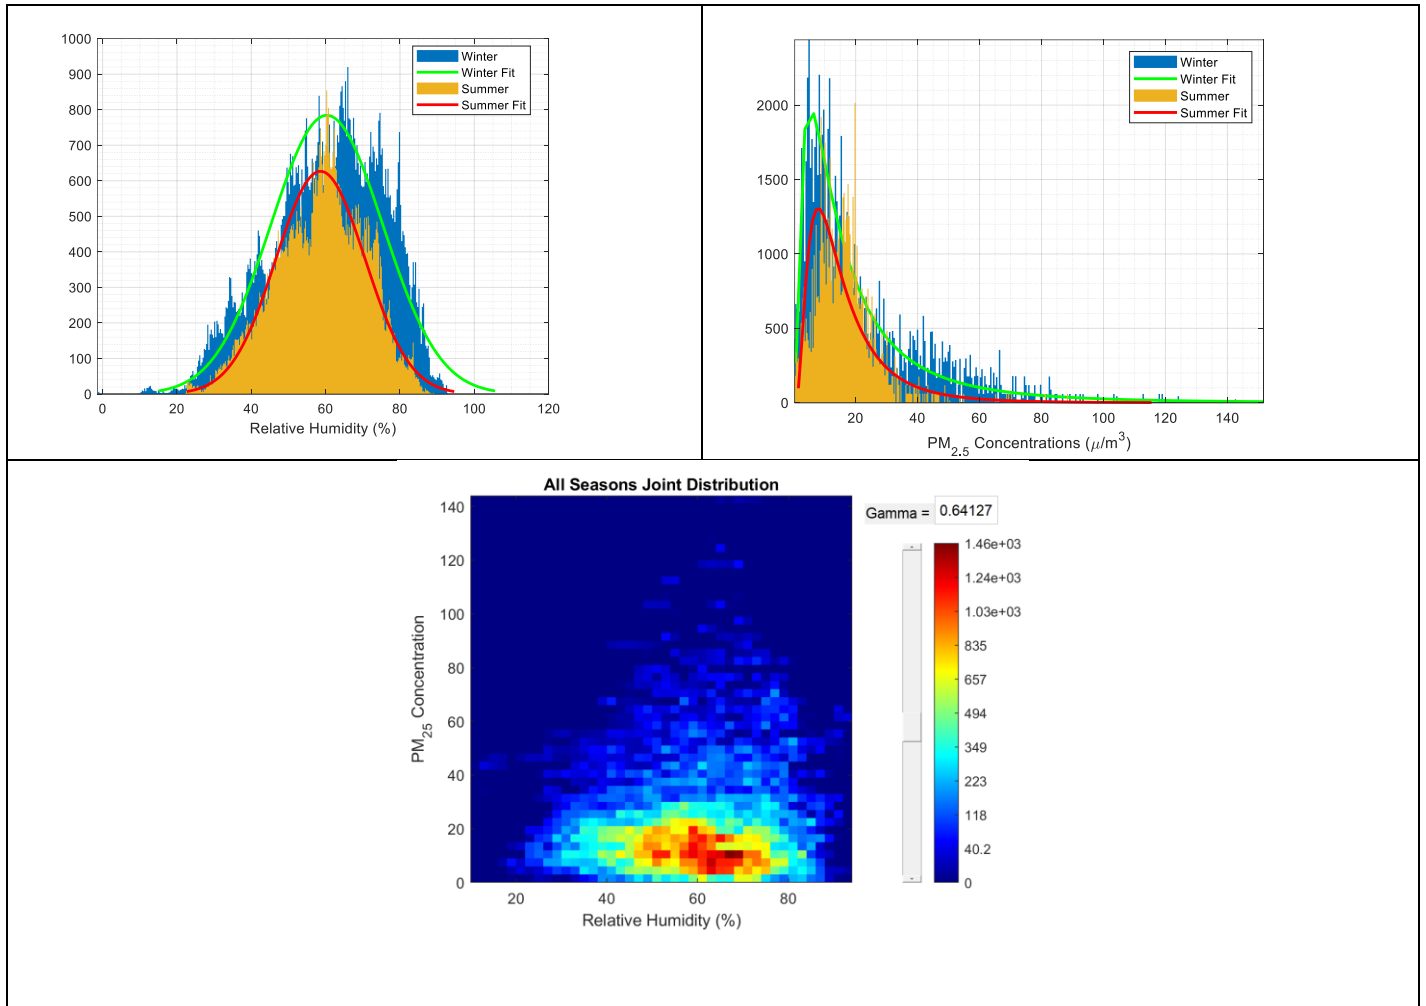 1000
900
800
700
600
500
400
300
200
100
0
0 20 40 60 80 100 120
Relative Humidity (%)
Winter
Winter Fit
Summer
Summer Fit
2000
1500
1000
500
0
20 40 60 80 100 120 140
PM2.5 Concentrations (μ/m3)
Winter
Winter Fit
Summer
Summer Fit
All Seasons Joint Distribution
140
120
100
80
60
40
20
0
PM25 Concentration
20 40 60 80
Relative Humidity (%)
Gamma = 0.64127
1.46e+03
1.24e+03
1.03e+03
835
657
494
349
223
118
40.2
0